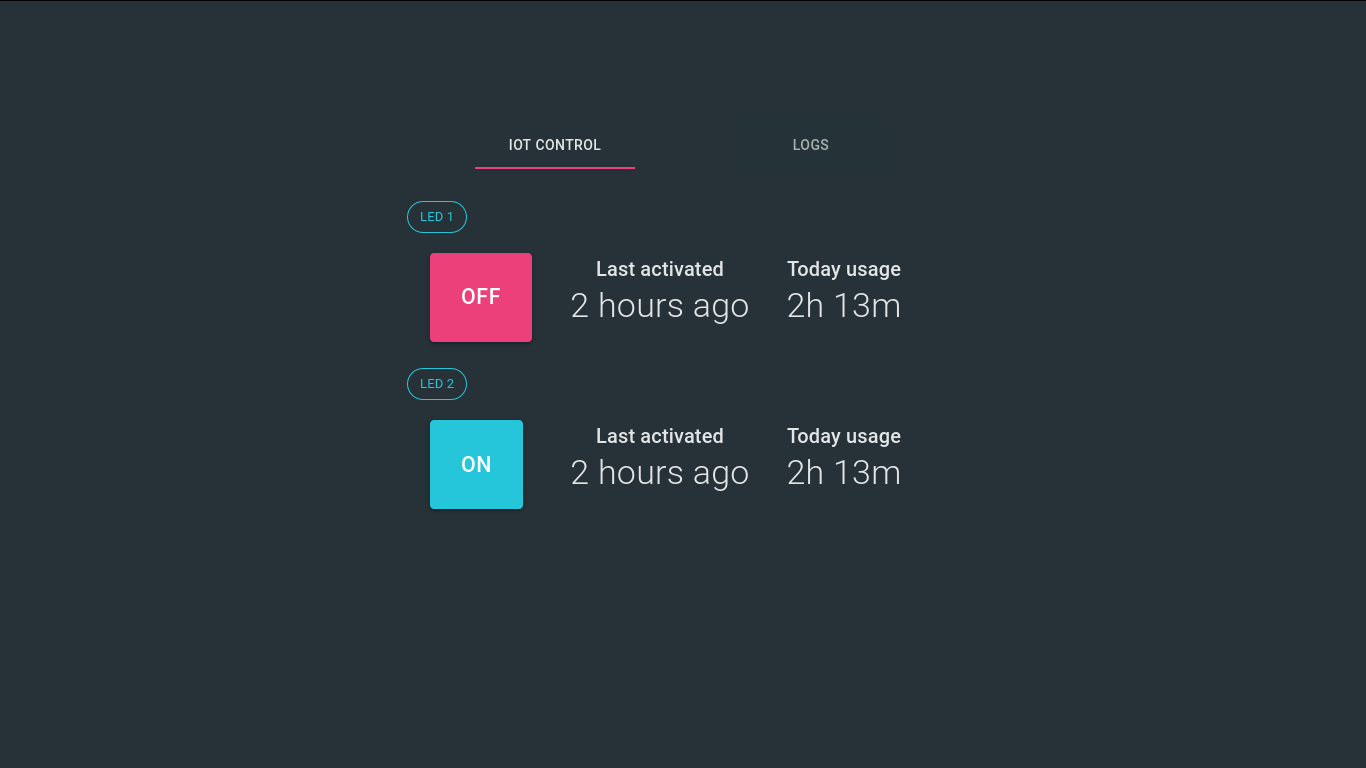 IOT CONTROL LOGS
LED 1
OFF
Last activated
2 hours ago
Today usage
2h 13m
LED 2
ON
Last activated
2 hours ago
Today usage
2h 13m